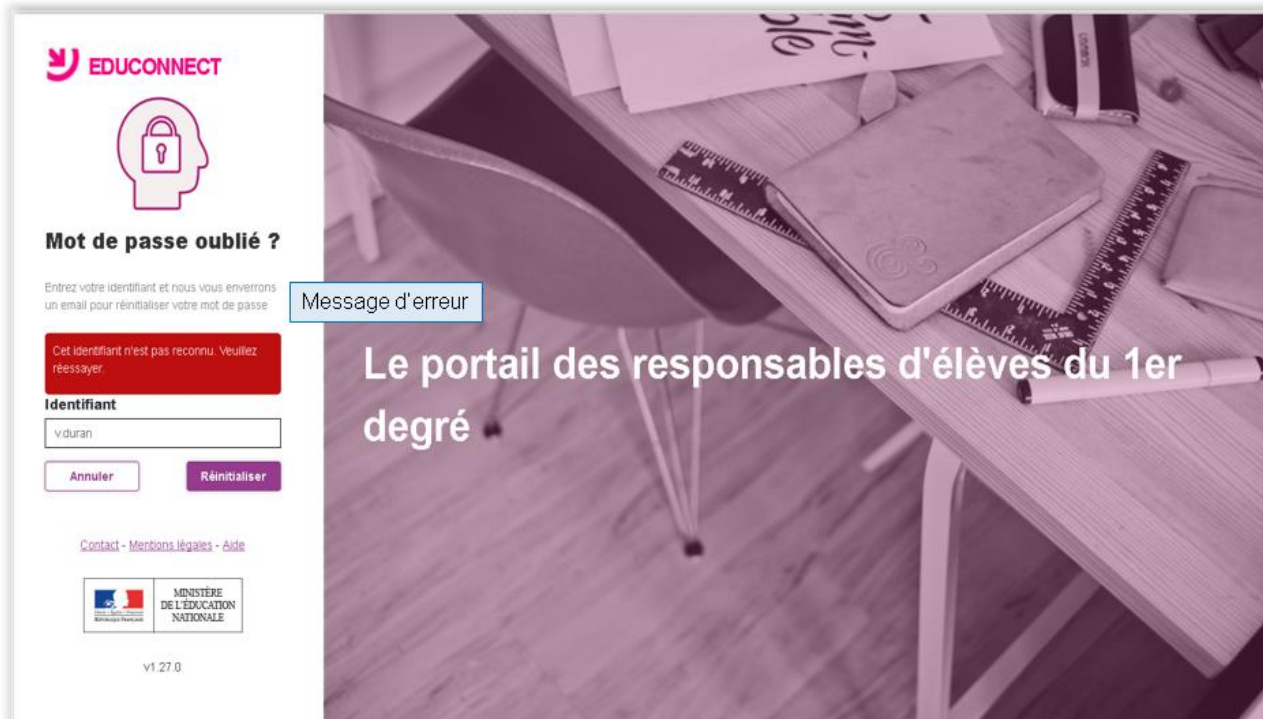 EDUCONNECT
Mot de passe oublié ?
Entrez votre identifiant et nous vous enverrons
un email pour réinitialiser votre mot de passe
Message d'erreur
Cet identifiant n'est pas reconnu. Veuillez
réessayer.
Identifiant
v.duran
Annuler
Réinitialiser
Contact - Mentions légales - Aide
MINISTÈRE
DE L'ÉDUCATION
NATIONALE
v1.27.0
Le portail des responsables d'élèves du 1er
degré